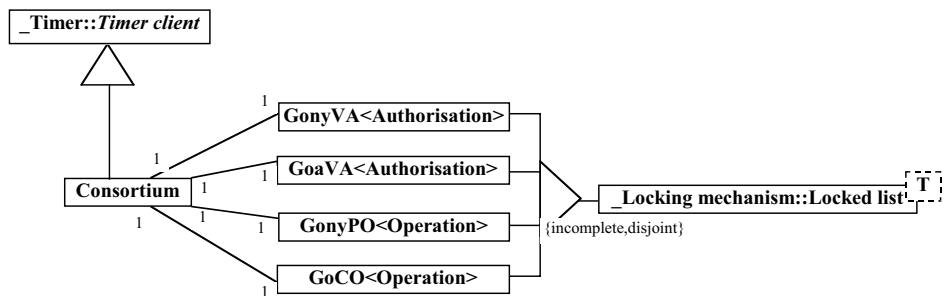 _Timer::Timer client
1
GonyVA<Authorisation>
1
GoaVA<Authorisation>
1
1
T
Consortium
1
_Locking mechanism::Locked list
1
1
GonyPO<Operation>
{incomplete,disjoint}
1
GoCO<Operation>
1